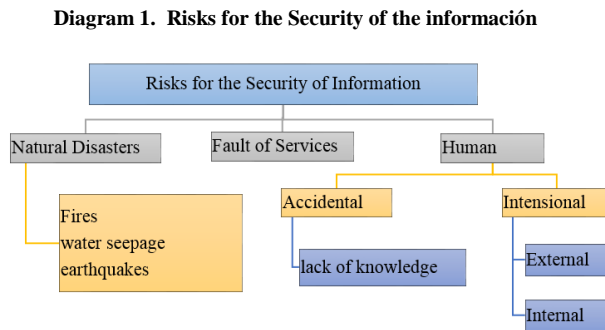 Diagram 1. Risks for the Security of the información
Risks for the Security of Information
Natural Disasters
Fault of Services
Human
Fires
water seepage
earthquakes
Accidental
Intensional
lack of knowledge
External
Internal